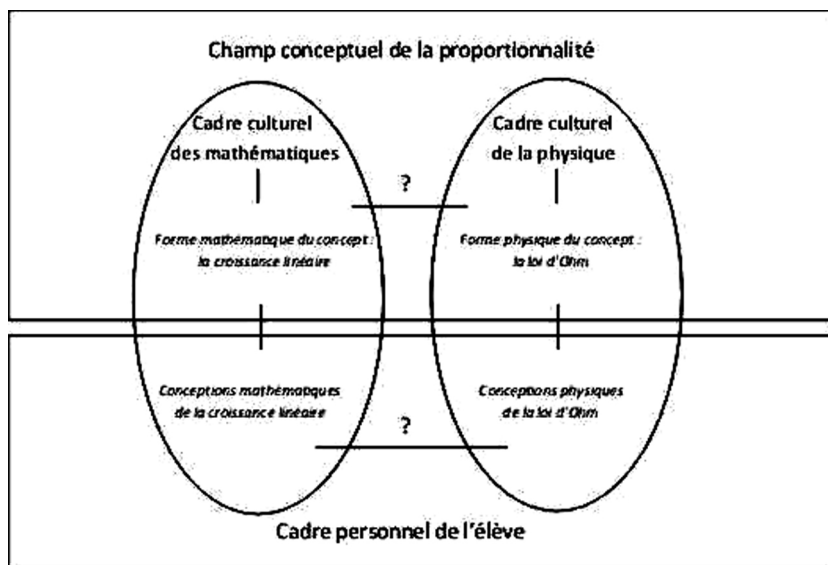 Champ conceptuel de la proportionnalité
Cadre culturel
des mathématiques
Cadre culturel
de la physique
?
Forme mathématique du concept :
la croissance linéaire
Forme physique du concept :
la loi d'Ohm
Conceptions mathématiques
de la croissance linéaire
Conceptions physiques
de la loi d'Ohm
?
Cadre personnel de l'élève